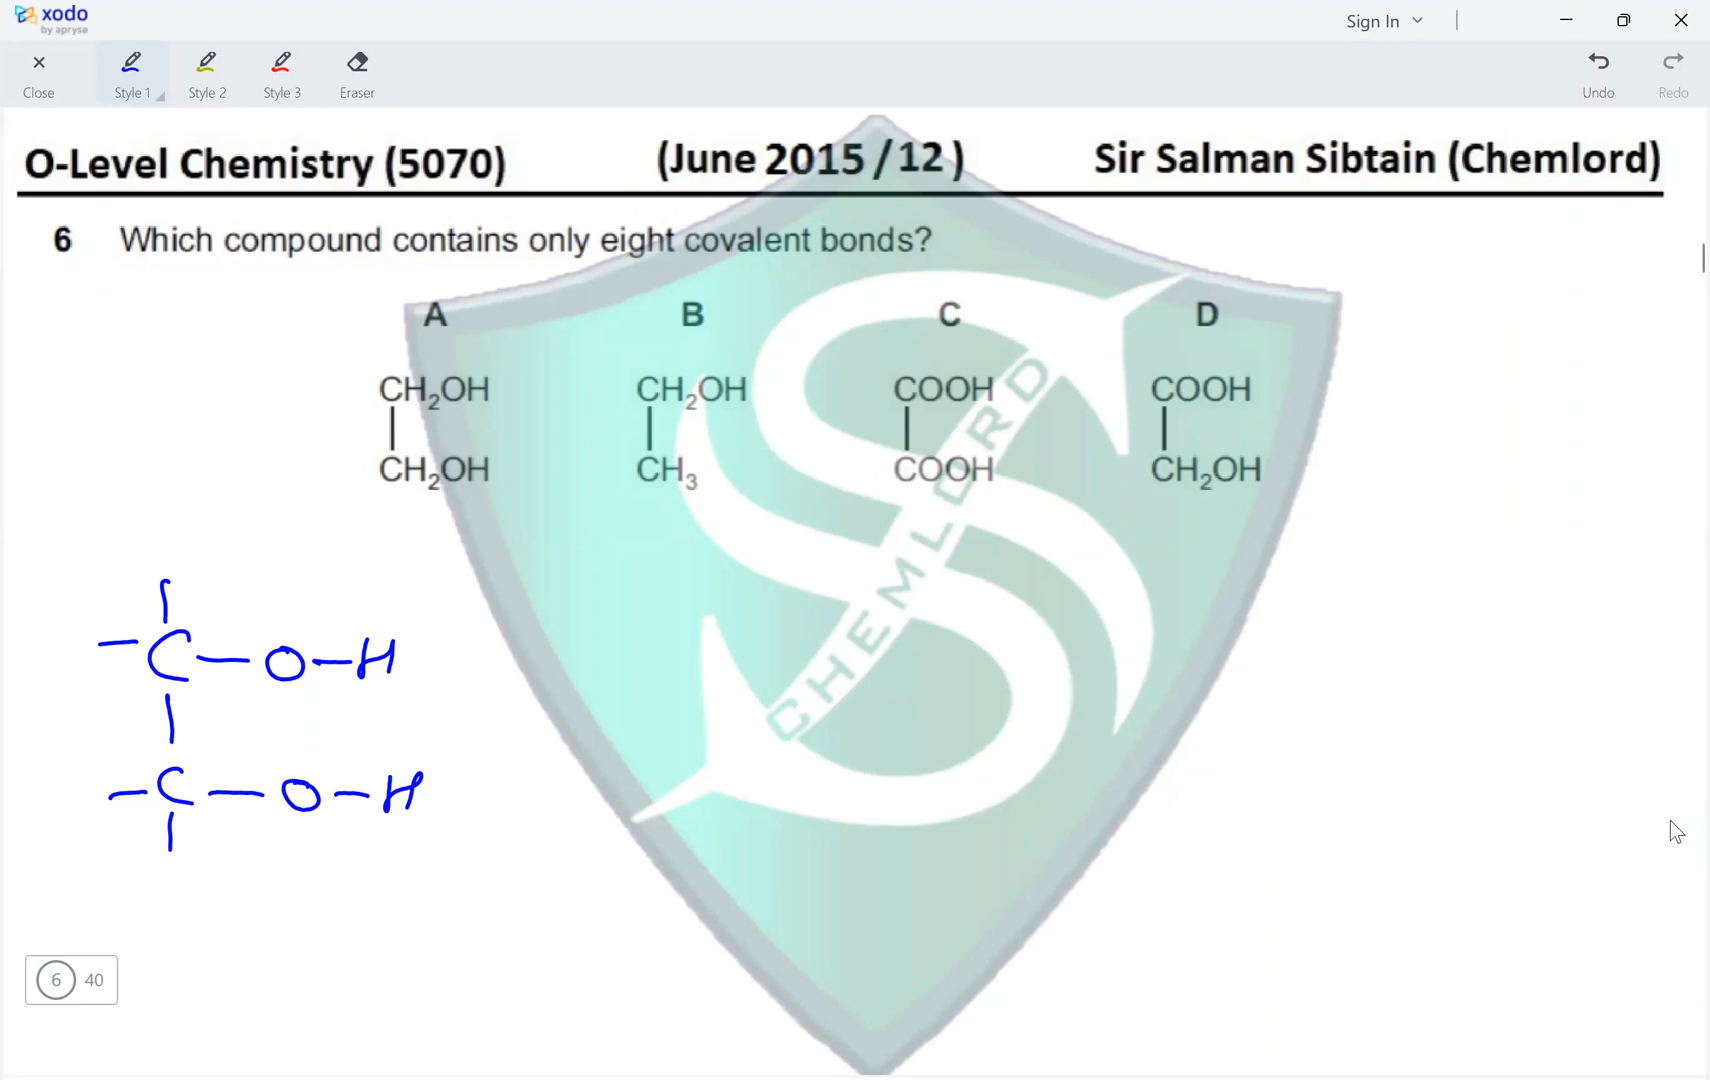 xodo
by apryse
Sign In
Close
Style 1
Style 2
Style 3
Eraser
Undo
Redo
O-Level Chemistry (5070) (June 2015/12) Sir Salman Sibtain (Chemlord)
6 Which compound contains only eight covalent bonds?
A B C D
CH₂OH CH₂OH COOH COOH
| | | |
CH₂OH CH₃ COOH CH₂OH
CHEMLORD
|
– C – O – H
|
– C – O – H
|
6 40